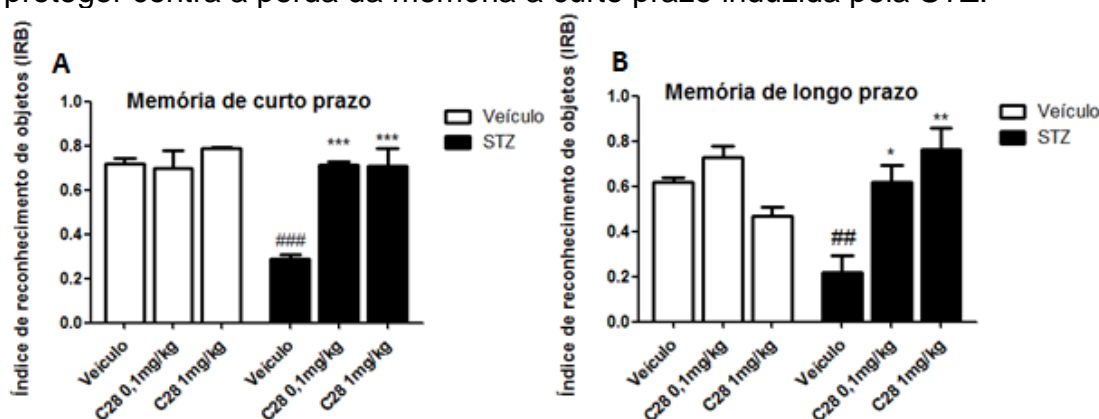 proteger contra a perda da memória a curto prazo induzida pela STZ.
A
Memória de curto prazo
Índice de reconhecimento de objetos (IRB)
1.0
0.8
0.6
0.4
0.2
0.0
###
***
***
Veículo
STZ
Veículo
C28 0,1mg/kg
C28 1mg/kg
Veículo
C28 0,1mg/kg
C28 1mg/kg
B
Memória de longo prazo
Índice de reconhecimento de objetos (IRB)
1.0
0.8
0.6
0.4
0.2
0.0
##
*
**
Veículo
STZ
Veículo
C28 0,1mg/kg
C28 1mg/kg
Veículo
C28 0,1mg/kg
C28 1mg/kg